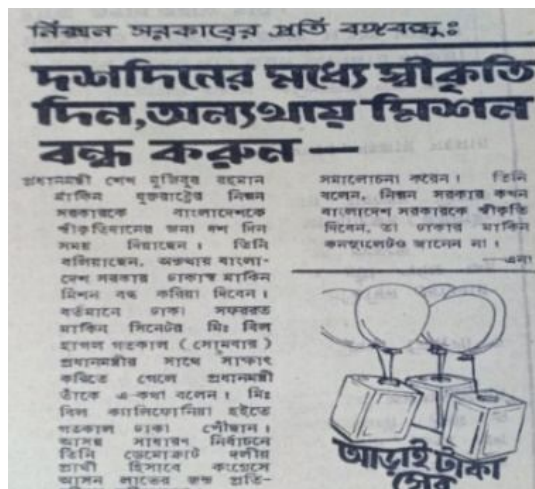 নিক্সন সরকারের প্রতি বঙ্গবন্ধুঃ
দশদিনের মধ্যে স্বীকৃতি
দিন, অন্যথায় মিশন
বন্ধ করুন —
প্রধানমন্ত্রী শেখ মুজিবুর রহমান
মার্কিন যুক্তরাষ্ট্রের নিক্সন
সরকারকে বাংলাদেশকে
স্বীকৃতিদানের জন্য দশ দিন
সময় দিয়াছেন। তিনি
বলিয়াছেন, অন্যথায় বাংলা-
দেশ সরকার ঢাকাস্থ মার্কিন
মিশন বন্ধ করিয়া দিবেন।
বর্তমানে ঢাকা সফররত
মার্কিন সিনেটর মিঃ বিল
হাগল গতকাল (সোমবার)
প্রধানমন্ত্রীর সাথে সাক্ষাৎ
করিতে গেলে প্রধানমন্ত্রী
তাঁকে এ-কথা বলেন। মিঃ
বিল ক্যালিফোর্নিয়া হইতে
গতকাল ঢাকা পৌঁছান।
আসন্ন সাধারণ নির্বাচনে
তিনি ডেমোক্রাট দলীয়
প্রার্থী হিসাবে কংগ্রেসে
আসন লাভের জন্য প্রতি-
সমালোচনা করেন। তিনি
বলেন, নিক্সন সরকার কখন
বাংলাদেশ সরকারকে স্বীকৃতি
দিবেন, তা ঢাকার মার্কিন
কনস্যুলেটও জানেন না।
—এনা
আড়াই টাকা
সের